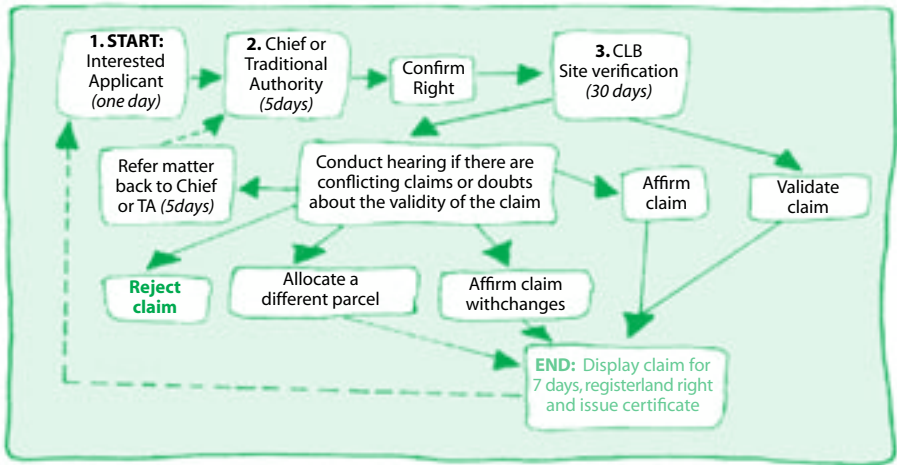 1. START:
Interested
Applicant
(one day)
2. Chief or
Traditional
Authority
(5days)
Confirm
Right
3. CLB
Site verification
(30 days)
Refer matter
back to Chief
or TA (5days)
Conduct hearing if there are
conflicting claims or doubts
about the validity of the claim
Affirm
claim
Validate
claim
Reject
claim
Allocate a
different parcel
Affirm claim
withchanges
END: Display claim for
7 days, registerland right
and issue certificate